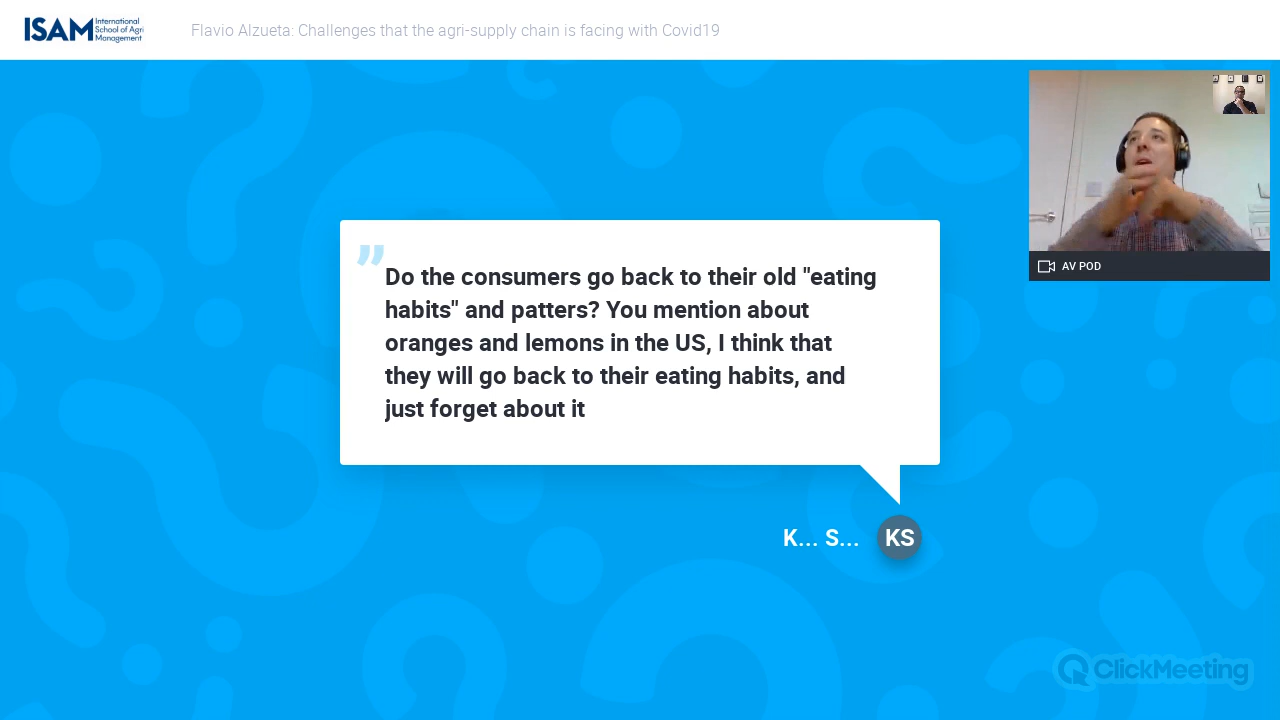 ISAM International
School of Agri
Management
Flavio Alzueta: Challenges that the agri-supply chain is facing with Covid19
AV POD
"
Do the consumers go back to their old "eating
habits" and patters? You mention about
oranges and lemons in the US, I think that
they will go back to their eating habits, and
just forget about it
K... S... KS
ClickMeeting